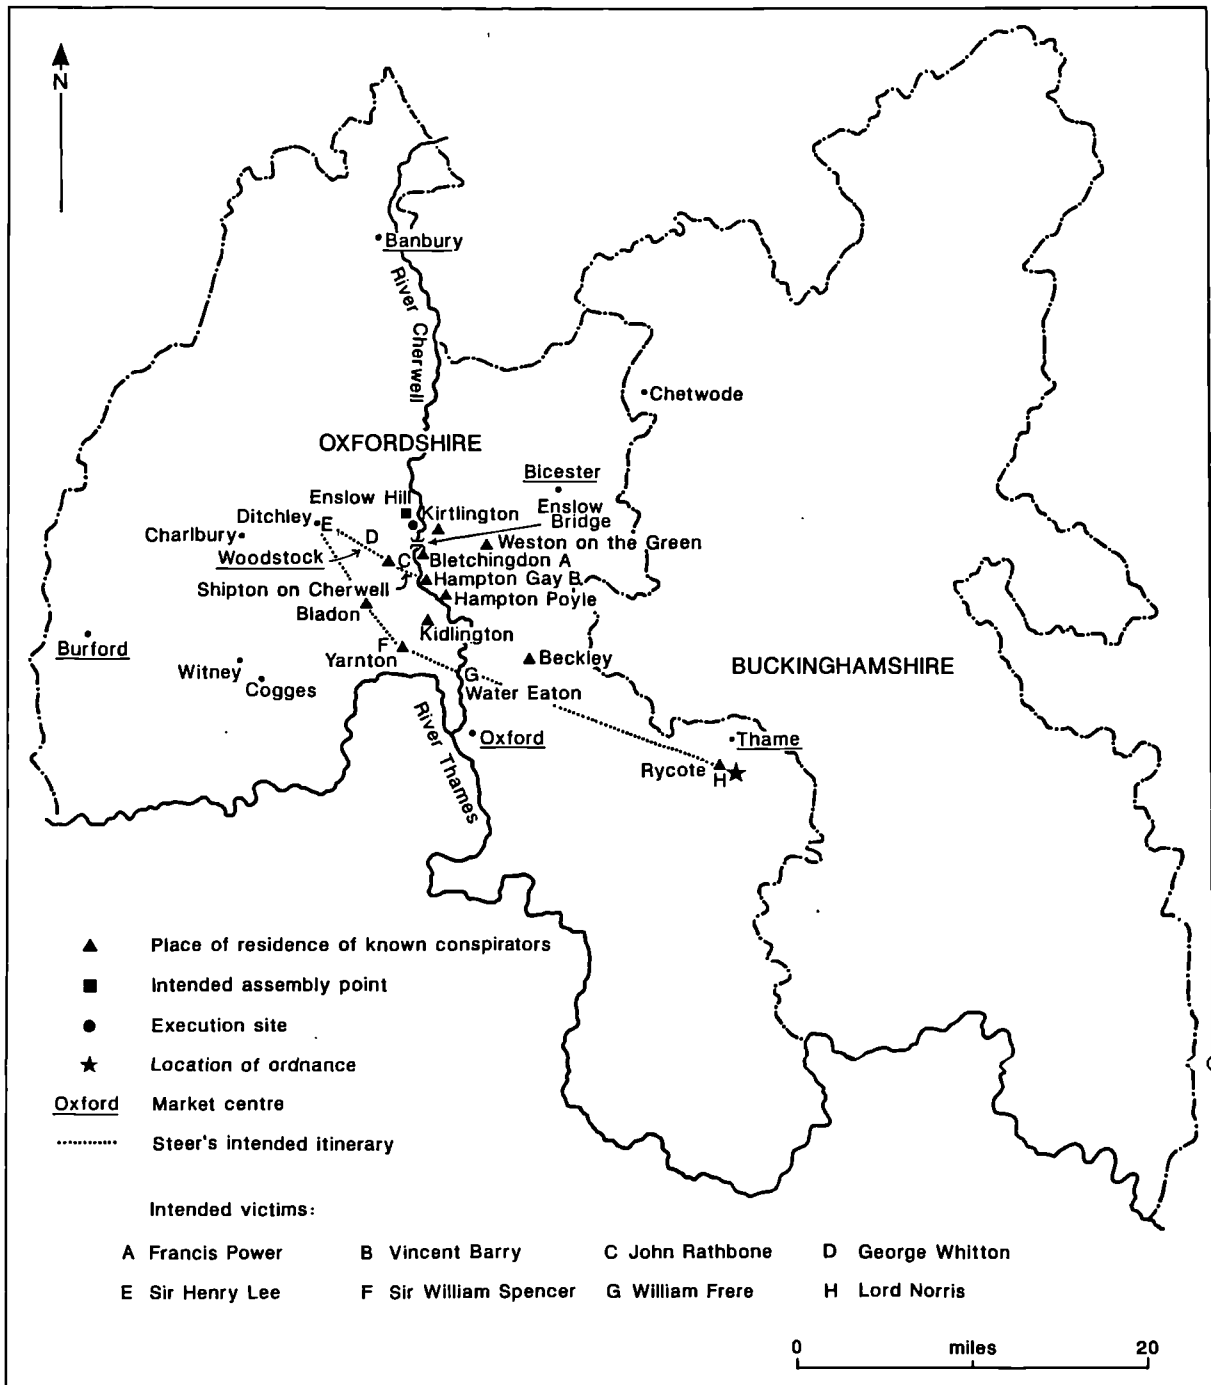 N
Banbury
River Cherwell
Chetwode
OXFORDSHIRE
Bicester
Enslow Hill
Enslow
Bridge
Kirtlington
Ditchley
E
D
Charlbury
Weston on the Green
Woodstock
C
Bletchingdon A
Shipton on Cherwell
Hampton Gay B
Hampton Poyle
Bladon
Kidlington
Burford
F
Yarnton
Beckley
BUCKINGHAMSHIRE
Witney
Cogges
G
Water Eaton
River Thames
Oxford
Thame
Rycote
H
Place of residence of known conspirators
Intended assembly point
Execution site
Location of ordnance
Oxford Market centre
Steer's intended itinerary
Intended victims:
A Francis Power B Vincent Barry C John Rathbone D George Whitton
E Sir Henry Lee F Sir William Spencer G William Frere H Lord Norris
0 miles 20